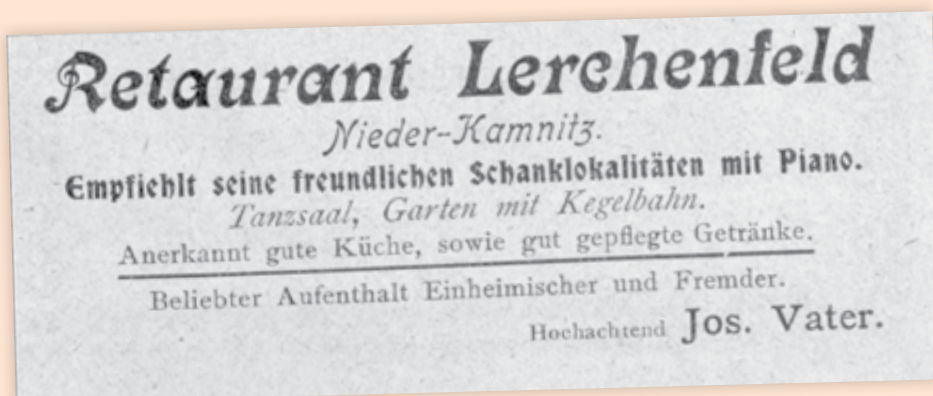 Retaurant Lerchenfeld
Nieder-Kamnitz.
Empfiehlt seine freundlichen Schanklokalitäten mit Piano.
Tanzsaal, Garten mit Kegelbahn.
Anerkannt gute Küche, sowie gut gepflegte Getränke.
Beliebter Aufenthalt Einheimischer und Fremder.
Hochachtend Jos. Vater.